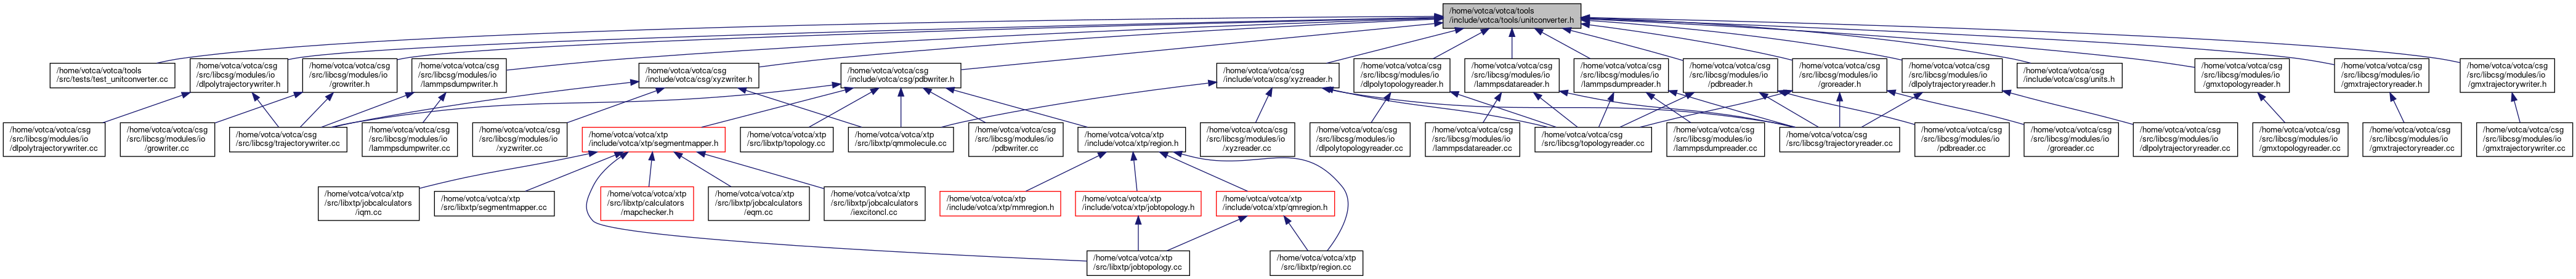 /home/votca/votca/tools
/include/votca/tools/unitconverter.h
/home/votca/votca/tools
/src/tests/test_unitconverter.cc
/home/votca/votca/csg
/src/libcsg/modules/io
/dlpolytrajectorywriter.h
/home/votca/votca/csg
/src/libcsg/modules/io
/growriter.h
/home/votca/votca/csg
/src/libcsg/modules/io
/lammpsdumpwriter.h
/home/votca/votca/csg
/include/votca/csg/xyzwriter.h
/home/votca/votca/csg
/include/votca/csg/pdbwriter.h
/home/votca/votca/csg
/include/votca/csg/xyzreader.h
/home/votca/votca/csg
/src/libcsg/modules/io
/dlpolytopologyreader.h
/home/votca/votca/csg
/src/libcsg/modules/io
/lammpsdatareader.h
/home/votca/votca/csg
/src/libcsg/modules/io
/lammpsdumpreader.h
/home/votca/votca/csg
/src/libcsg/modules/io
/pdbreader.h
/home/votca/votca/csg
/src/libcsg/modules/io
/groreader.h
/home/votca/votca/csg
/src/libcsg/modules/io
/dlpolytrajectoryreader.h
/home/votca/votca/csg
/include/votca/csg/units.h
/home/votca/votca/csg
/src/libcsg/modules/io
/gmxtopologyreader.h
/home/votca/votca/csg
/src/libcsg/modules/io
/gmxtrajectoryreader.h
/home/votca/votca/csg
/src/libcsg/modules/io
/gmxtrajectorywriter.h
/home/votca/votca/csg
/src/libcsg/modules/io
/dlpolytrajectorywriter.cc
/home/votca/votca/csg
/src/libcsg/modules/io
/growriter.cc
/home/votca/votca/csg
/src/libcsg/trajectorywriter.cc
/home/votca/votca/csg
/src/libcsg/modules/io
/lammpsdumpwriter.cc
/home/votca/votca/csg
/src/libcsg/modules/io
/xyzwriter.cc
/home/votca/votca/xtp
/include/votca/xtp/segmentmapper.h
/home/votca/votca/xtp
/src/libxtp/topology.cc
/home/votca/votca/xtp
/src/libxtp/qmmolecule.cc
/home/votca/votca/csg
/src/libcsg/modules/io
/pdbwriter.cc
/home/votca/votca/xtp
/include/votca/xtp/region.h
/home/votca/votca/csg
/src/libcsg/modules/io
/xyzreader.cc
/home/votca/votca/csg
/src/libcsg/modules/io
/dlpolytopologyreader.cc
/home/votca/votca/csg
/src/libcsg/modules/io
/lammpsdatareader.cc
/home/votca/votca/csg
/src/libcsg/topologyreader.cc
/home/votca/votca/csg
/src/libcsg/modules/io
/lammpsdumpreader.cc
/home/votca/votca/csg
/src/libcsg/trajectoryreader.cc
/home/votca/votca/csg
/src/libcsg/modules/io
/pdbreader.cc
/home/votca/votca/csg
/src/libcsg/modules/io
/groreader.cc
/home/votca/votca/csg
/src/libcsg/modules/io
/dlpolytrajectoryreader.cc
/home/votca/votca/csg
/src/libcsg/modules/io
/gmxtopologyreader.cc
/home/votca/votca/csg
/src/libcsg/modules/io
/gmxtrajectoryreader.cc
/home/votca/votca/csg
/src/libcsg/modules/io
/gmxtrajectorywriter.cc
/home/votca/votca/xtp
/src/libxtp/jobcalculators
/iqm.cc
/home/votca/votca/xtp
/src/libxtp/segmentmapper.cc
/home/votca/votca/xtp
/src/libxtp/calculators
/mapchecker.h
/home/votca/votca/xtp
/src/libxtp/jobcalculators
/eqm.cc
/home/votca/votca/xtp
/src/libxtp/jobcalculators
/iexcitoncl.cc
/home/votca/votca/xtp
/include/votca/xtp/mmregion.h
/home/votca/votca/xtp
/include/votca/xtp/jobtopology.h
/home/votca/votca/xtp
/include/votca/xtp/qmregion.h
/home/votca/votca/xtp
/src/libxtp/jobtopology.cc
/home/votca/votca/xtp
/src/libxtp/region.cc